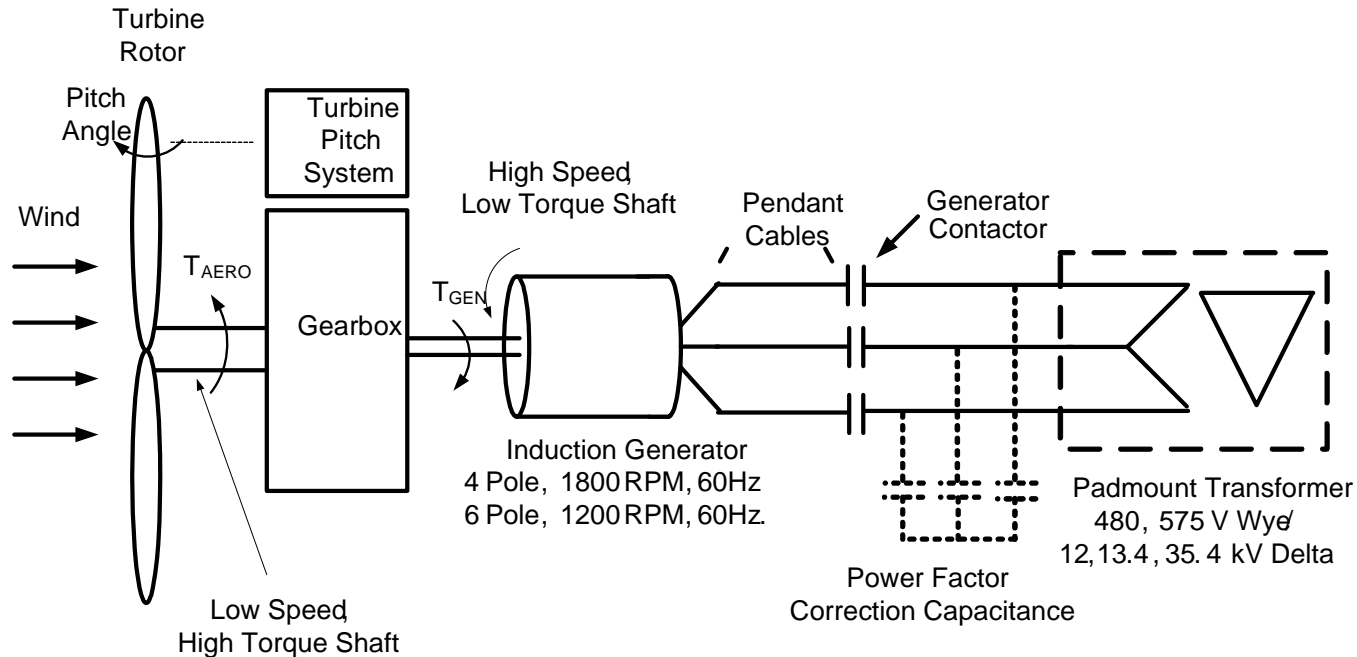 Turbine
Rotor
Pitch
Angle
Turbine
Pitch
System
Wind
High Speed,
Low Torque Shaft
Pendant
Cables
Generator
Contactor
TAERO
TGEN
Gearbox
Induction Generator
4 Pole, 1800 RPM, 60Hz
6 Pole, 1200 RPM, 60Hz.
Padmount Transformer
480, 575 V Wye/
12,13.4, 35.4 kV Delta
Power Factor
Correction Capacitance
Low Speed,
High Torque Shaft